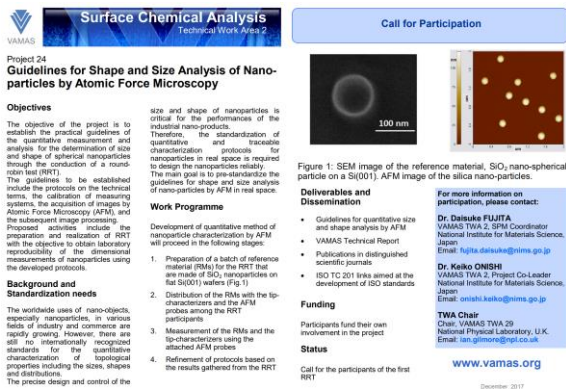 VAMAS
Surface Chemical Analysis
Technical Work Area 2
Project 24
Guidelines for Shape and Size Analysis of Nano-
particles by Atomic Force Microscopy
Objectives
The objective of the project is to
establish the practical guidelines of
the quantitative measurement and
analysis for the determination of size
and shape of spherical nanoparticles
through the conduction of a round-
robin test (RRT).
The guidelines to be established
include the protocols on the technical
terms, the calibration of measuring
systems, the acquisition of images by
Atomic Force Microscopy (AFM), and
the subsequent image processing.
Proposed activities include the
preparation and realization of RRT
with the objective to obtain laboratory
reproducibility of the dimensional
measurements of nanoparticles using
the developed protocols.
Background and
Standardization needs
The worldwide uses of nano-objects,
especially nanoparticles, in various
fields of industry and commerce are
rapidly growing. However, there are
still no internationally recognized
standards for the quantitative
characterization of topological
properties including the sizes, shapes
and distributions.
The precise design and control of the
size and shape of nanoparticles is
critical for the performances of the
industrial nano-products.
Therefore, the standardization of
quantitative and traceable
characterization protocols for
nanoparticles in real space is required
to design the nanoparticles reliably.
The main goal is to pre-standardize the
guidelines for shape and size analysis
of nano-particles by AFM in real space.
Work Programme
Development of quantitative method of
nanoparticle characterization by AFM
will proceed in the following stages:
1. Preparation of a batch of reference
material (RMs) for the RRT that
are made of SiO2 nanoparticles on
flat Si(001) wafers (Fig.1)
2. Distribution of the RMs with the tip-
characterizers and the AFM
probes among the RRT
participants
3. Measurement of the RMs and the
tip-characterizers using the
attached AFM probes
4. Refinement of protocols based on
the results gathered from the RRT
Call for Participation
100 nm
Figure 1: SEM image of the reference material, SiO2 nano-spherical
particle on a Si(001). AFM image of the silica nano-particles.
Deliverables and
Dissemination
• Guidelines for quantitative size
and shape analysis by AFM
• VAMAS Technical Report
• Publications in distinguished
scientific journals
• ISO TC 201 links aimed at the
development of ISO standards
Funding
Participants fund their own
involvement in the project
Status
Call for the participants of the first
RRT
For more information on
participation, please contact:
Dr. Daisuke FUJITA
VAMAS TWA 2, SPM Coordinator
National Institute for Materials Science,
Japan
Email: fujita.daisuke@nims.go.jp
Dr. Keiko ONISHI
VAMAS TWA 2, Project Co-Leader
National Institute for Materials Science,
Japan
Email: onishi.keiko@nims.go.jp
TWA Chair
Chair, VAMAS TWA 29
National Physical Laboratory, U.K.
Email: ian.gilmore@npl.co.uk
www.vamas.org
December 2017